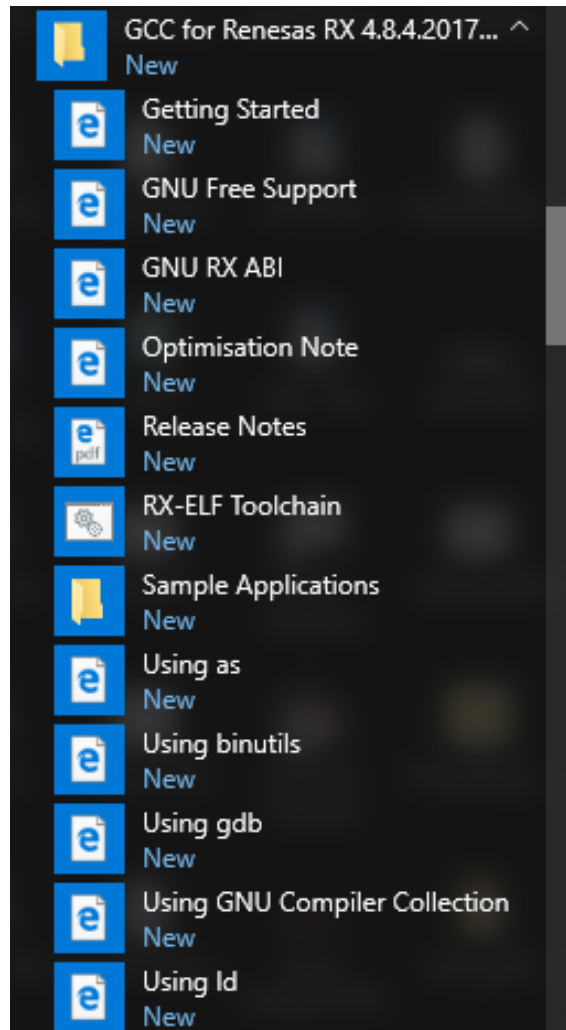 GCC for Renesas RX 4.8.4.2017...
New
Getting Started
New
GNU Free Support
New
GNU RX ABI
New
Optimisation Note
New
Release Notes
New
pdf
RX-ELF Toolchain
New
Sample Applications
New
Using as
New
Using binutils
New
Using gdb
New
Using GNU Compiler Collection
New
Using ld
New